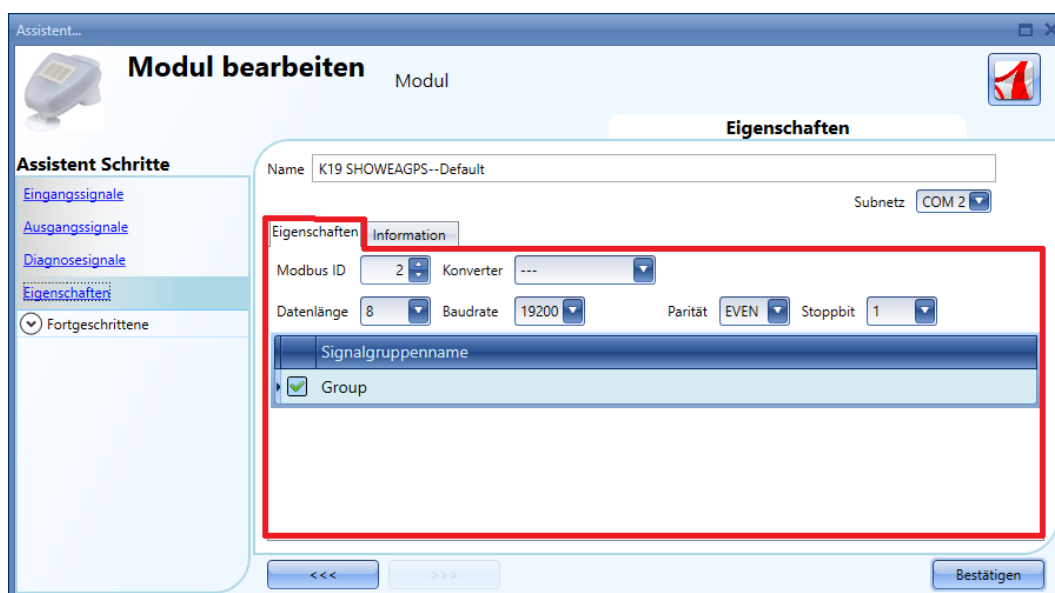 Assistent...
Modul bearbeiten Modul
Eigenschaften
Assistent Schritte
Eingangssignale
Ausgangssignale
Diagnosesignale
Eigenschaften
Fortgeschrittene
Name K19 SHOWEAGPS--Default
Subnetz COM 2
Eigenschaften Information
Modbus ID 2 Konverter ---
Datenlänge 8 Baudrate 19200 Parität EVEN Stoppbit 1
Signalgruppenname
Group
<<< >>> Bestätigen